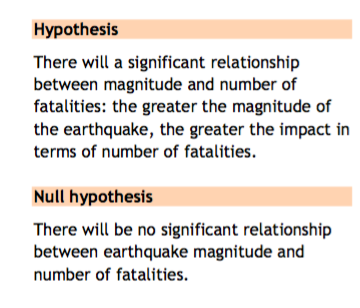 Hypothesis
There will a significant relationship
between magnitude and number of
fatalities: the greater the magnitude of
the earthquake, the greater the impact in
terms of number of fatalities.
Null hypothesis
There will be no significant relationship
between earthquake magnitude and
number of fatalities.